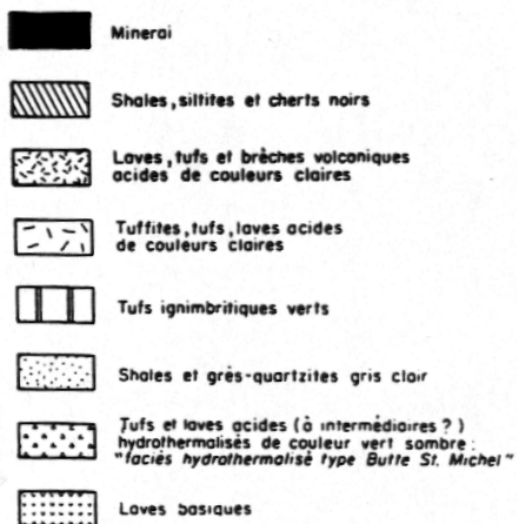 Minerai
Shales, siltites et cherts noirs
Laves, tufs et brèches volcaniques
acides de couleurs claires
Tuffites, tufs, laves acides
de couleurs claires
Tufs ignimbritiques verts
Shales et grès-quartzites gris clair
Tufs et laves acides (à intermédiaires ? )
hydrothermalisés de couleur vert sombre :
"faciès hydrothermalisé type Butte St. Michel"
Laves basiques